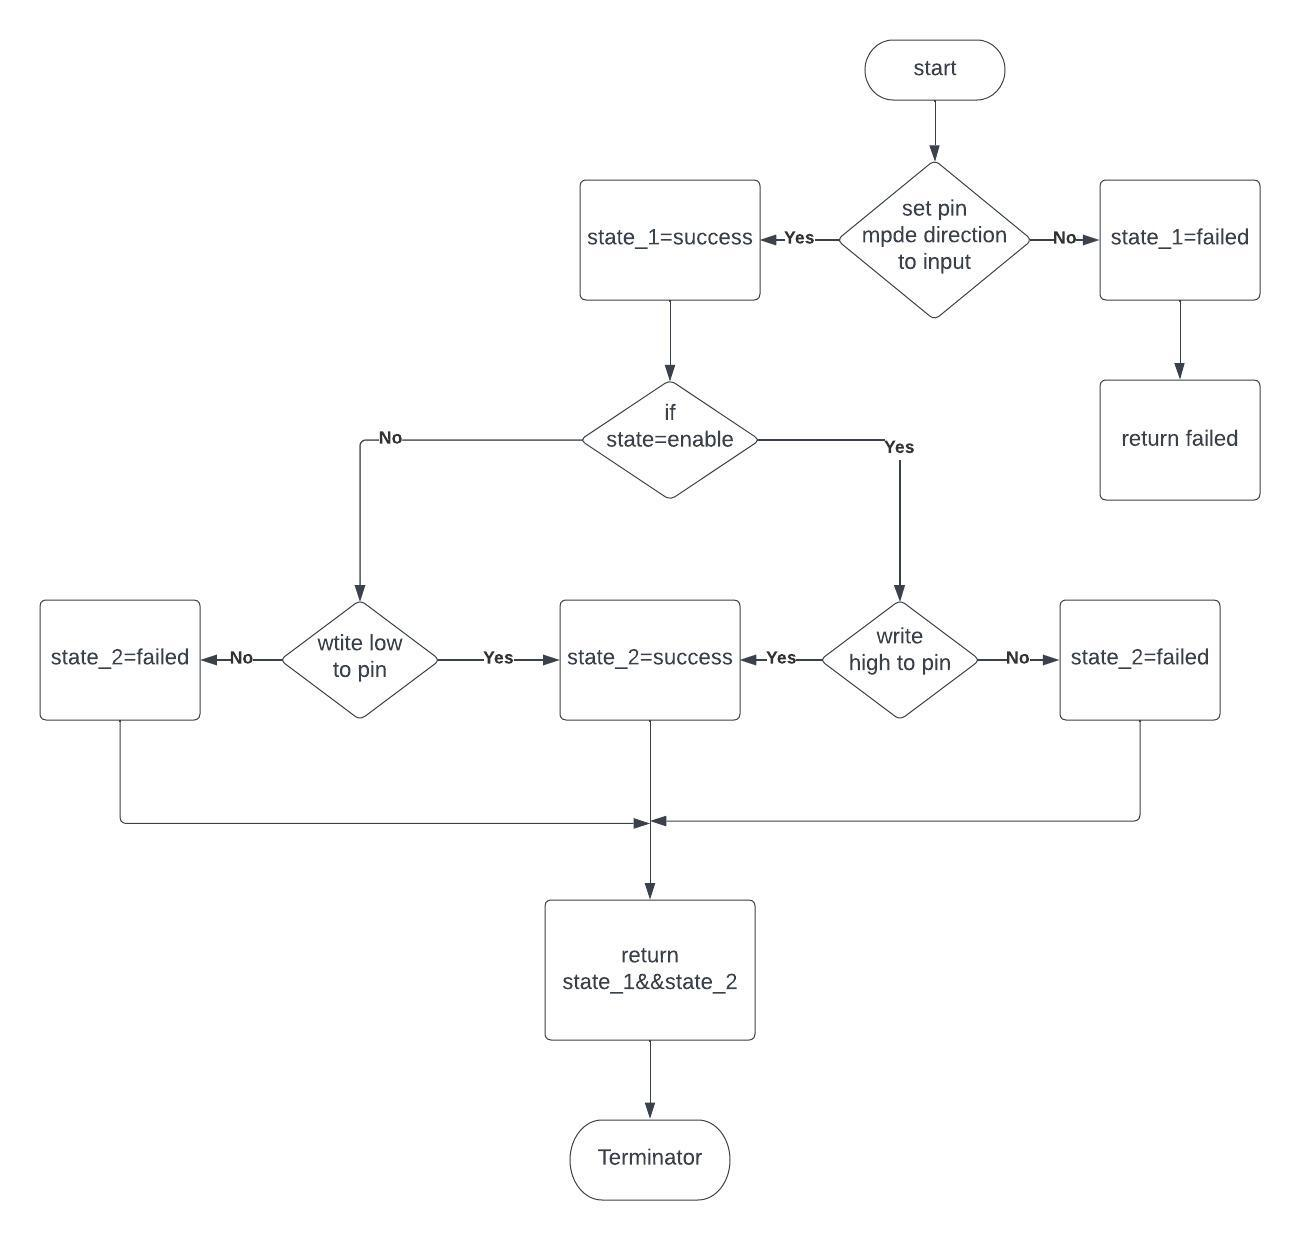 start
set pin
mpde direction
to input
Yes
No
state_1=success
state_1=failed
if
state=enable
return failed
No
Yes
state_2=failed
No
wtite low
to pin
Yes
state_2=success
Yes
write
high to pin
No
state_2=failed
return
state_1&&state_2
Terminator